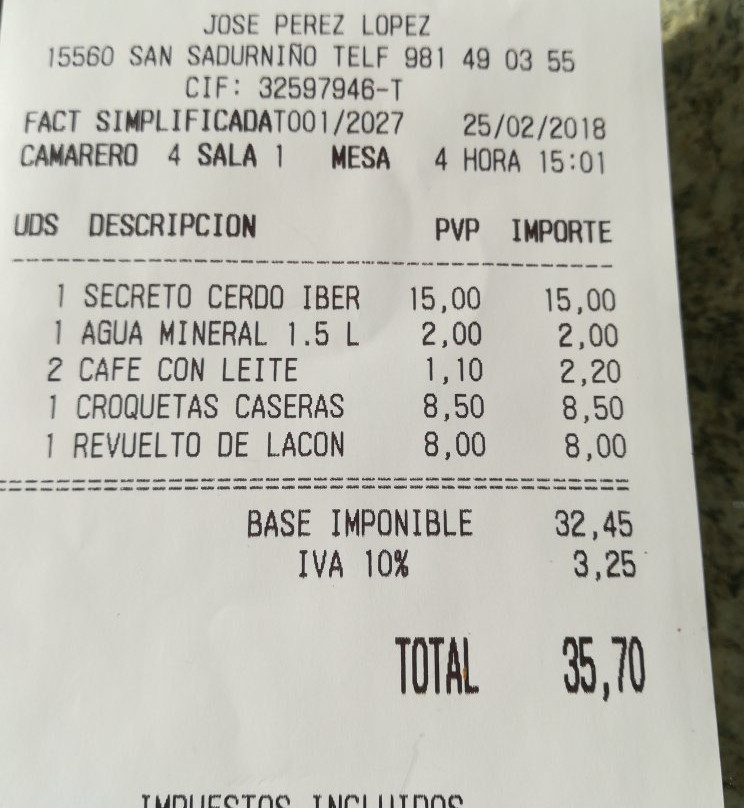 JOSE PEREZ LOPEZ
15560 SAN SADURNIÑO TELF 981 49 03 55
CIF: 32597946-T
FACT SIMPLIFICADAT001/2027 25/02/2018
CAMARERO 4 SALA 1 MESA 4 HORA 15:01
UDS DESCRIPCION PVP IMPORTE
1 SECRETO CERDO IBER 15,00 15,00
1 AGUA MINERAL 1.5 L 2,00 2,00
2 CAFE CON LEITE 1,10 2,20
1 CROQUETAS CASERAS 8,50 8,50
1 REVUELTO DE LACON 8,00 8,00
BASE IMPONIBLE 32,45
IVA 10% 3,25
TOTAL 35,70
IMPUESTOS INCLUIDOS